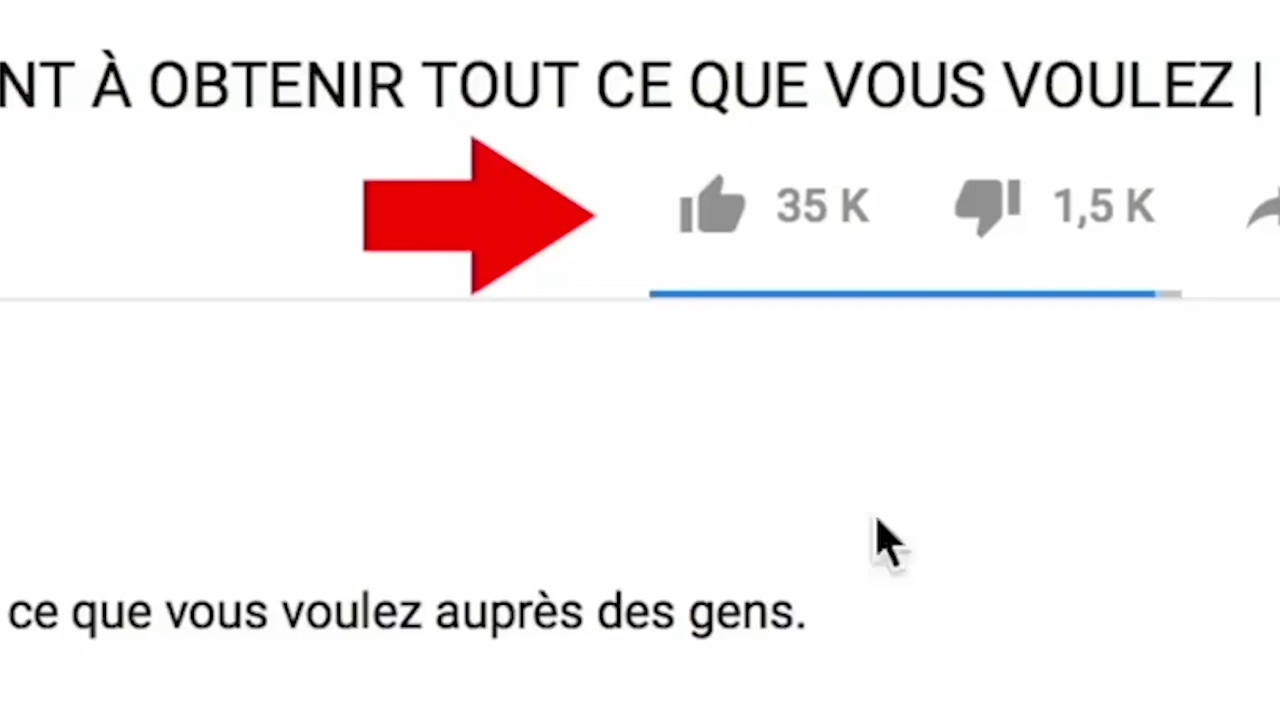 NT À OBTENIR TOUT CE QUE VOUS VOULEZ |
35 K 1,5 K
ce que vous voulez auprès des gens.